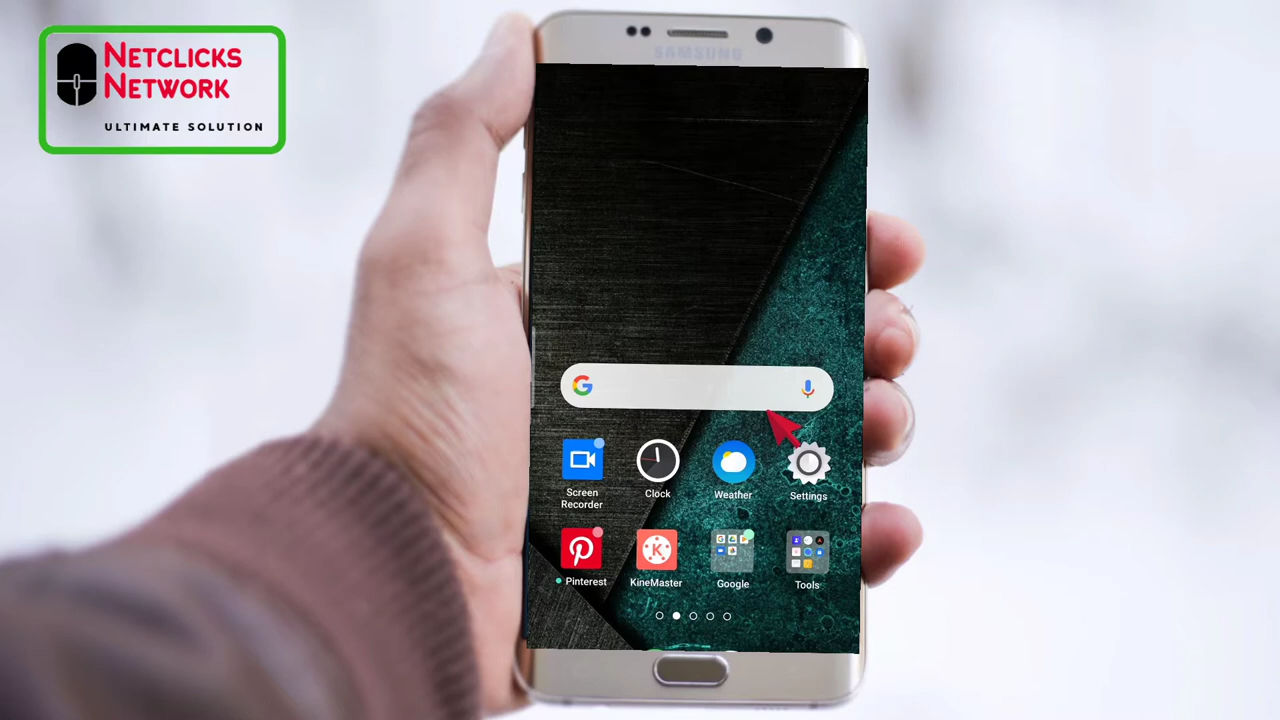 NETCLICKS
NETWORK
ULTIMATE SOLUTION
SAMSUNG
Screen
Recorder
Clock
Weather
Settings
Pinterest
KineMaster
Google
Tools